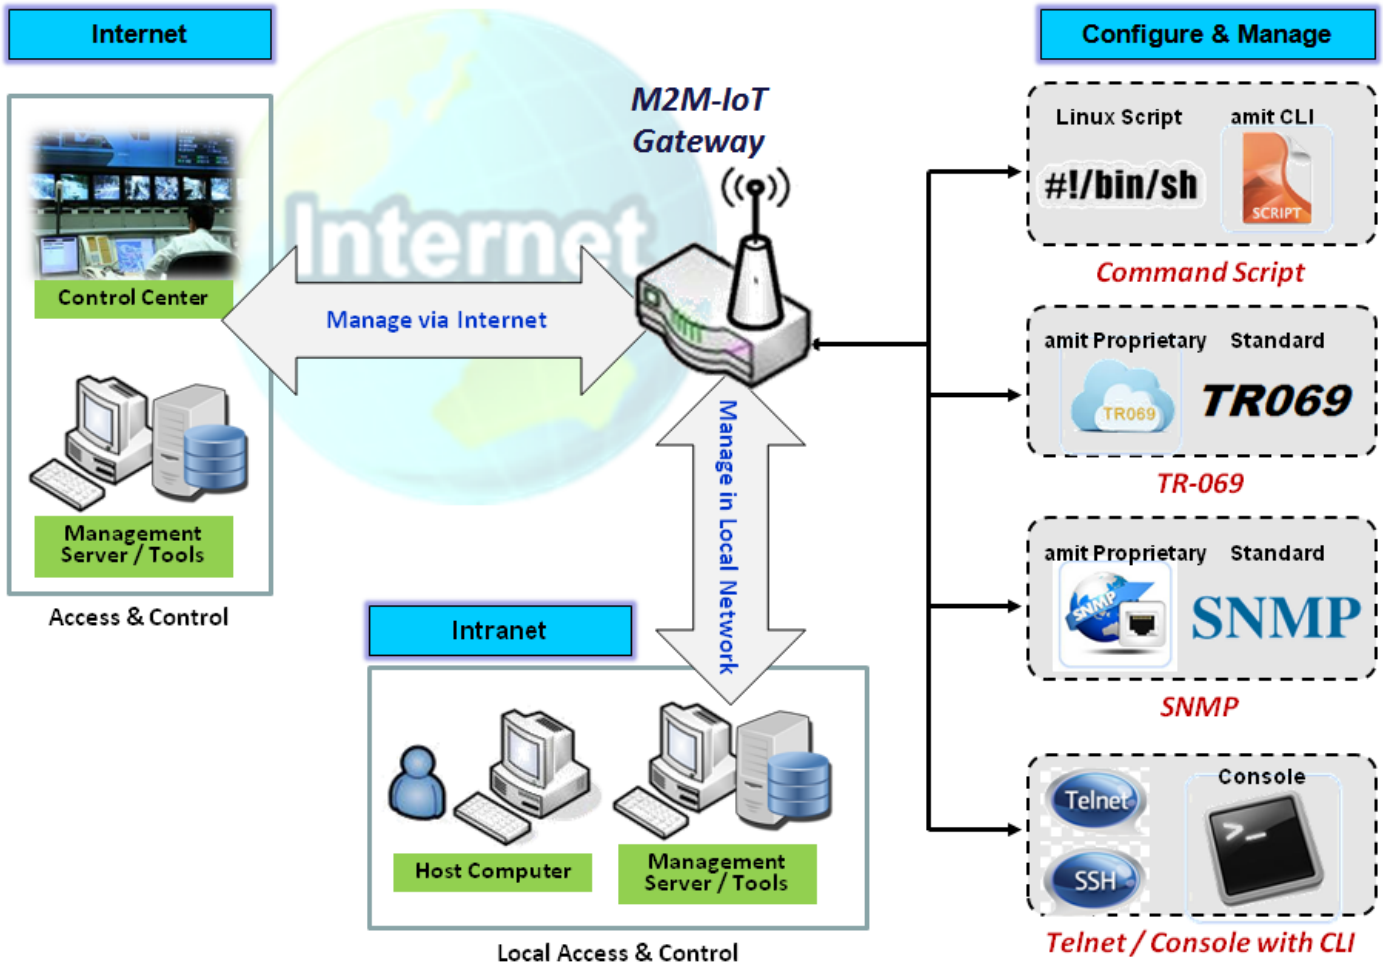 Internet
Configure & Manage
M2M-IoT
Gateway
Internet
Control Center
Manage via Internet
Management
Server / Tools
Access & Control
Manage in Local Network
Intranet
Host Computer
Management
Server / Tools
Local Access & Control
Linux Script
amit CLI
#!/bin/sh
SCRIPT
Command Script
amit Proprietary
Standard
TR069
TR069
TR-069
amit Proprietary
Standard
SNMP
SNMP
SNMP
Telnet
Console
>_
SSH
Telnet / Console with CLI